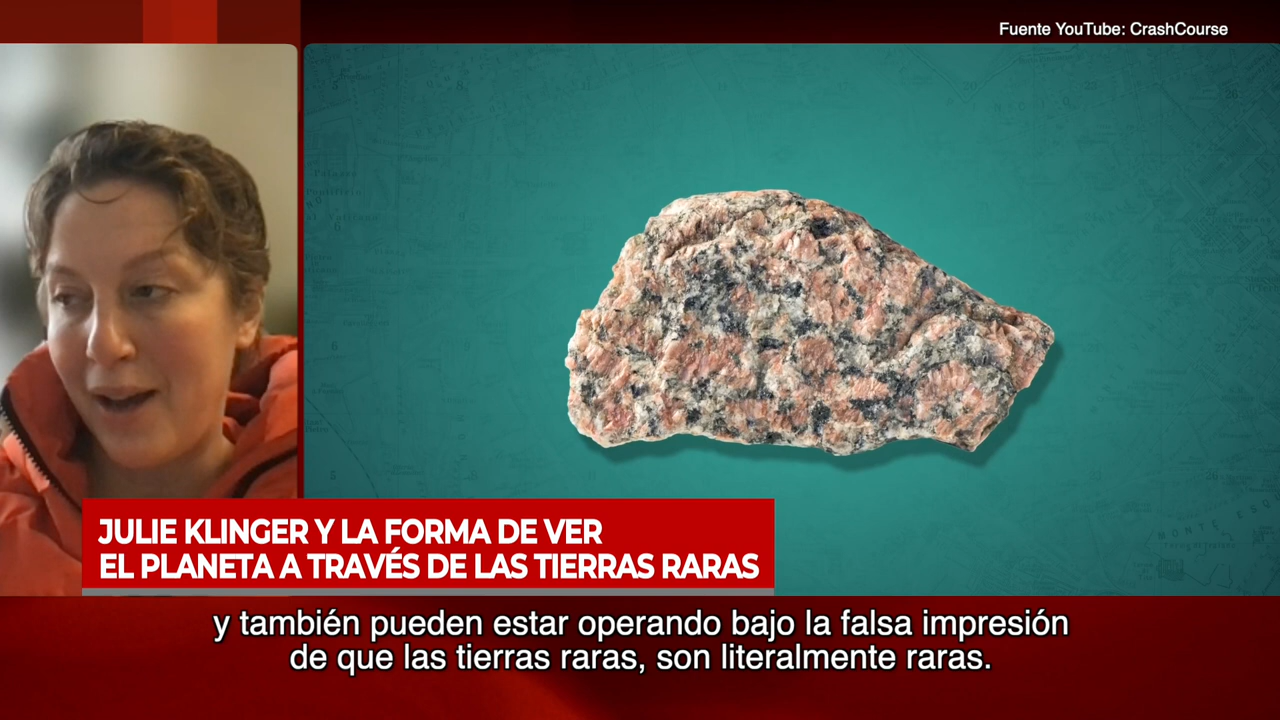 Fuente YouTube: CrashCourse
JULIE KLINGER Y LA FORMA DE VER
EL PLANETA A TRAVÉS DE LAS TIERRAS RARAS
y también pueden estar operando bajo la falsa impresión
de que las tierras raras, son literalmente raras.